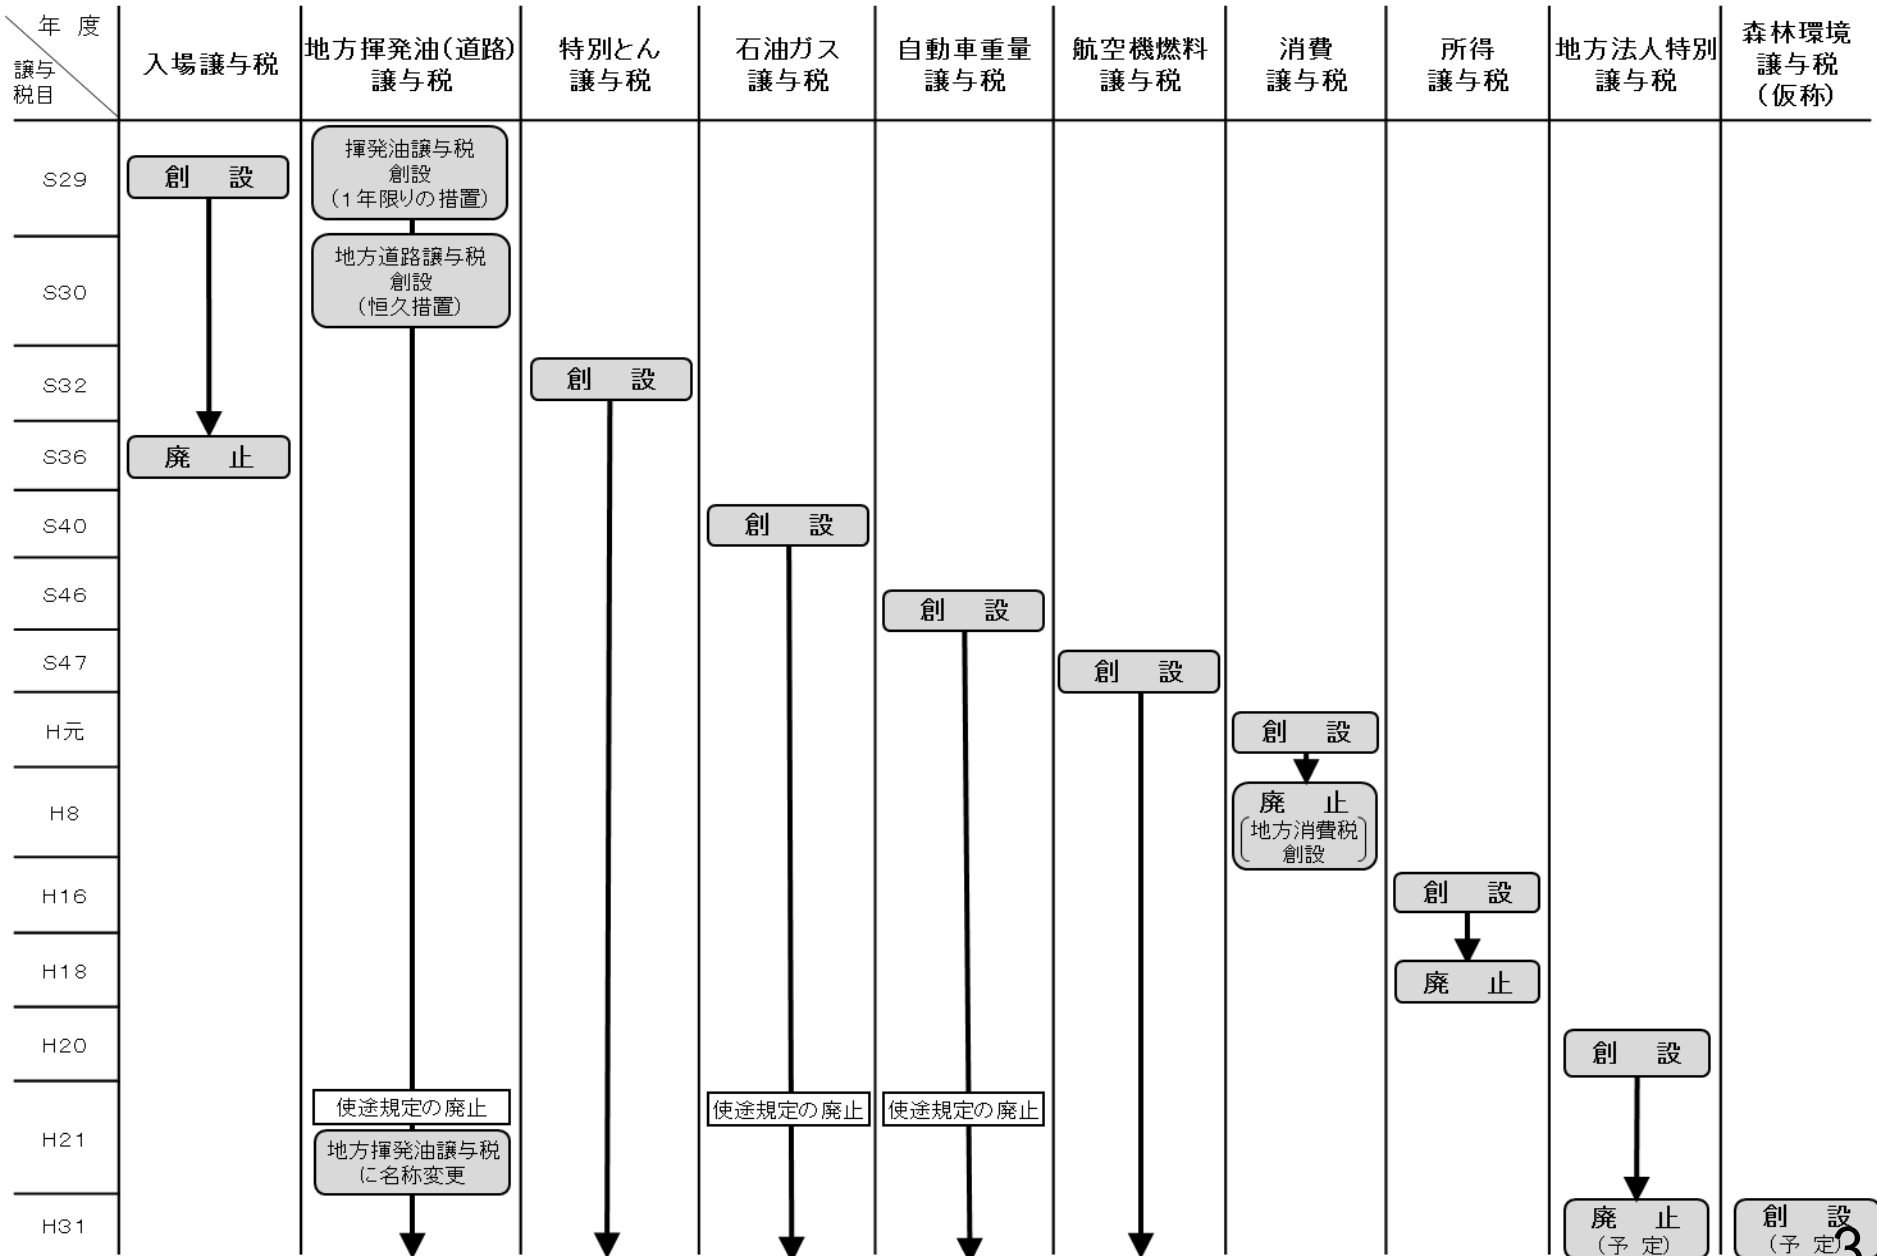 年 度
譲与
税目
入場譲与税
地方揮発油(道路)
譲与税
特別とん
譲与税
石油ガス
譲与税
自動車重量
譲与税
航空機燃料
譲与税
消費
譲与税
所得
譲与税
地方法人特別
譲与税
森林環境
譲与税
(仮称)
S29
創 設
揮発油譲与税
創設
(1年限りの措置)
S30
地方道路譲与税
創設
(恒久措置)
S32
創 設
S36
廃 止
S40
創 設
S46
創 設
S47
創 設
H元
創 設
H8
廃 止
地方消費税
創設
H16
創 設
H18
廃 止
H20
創 設
H21
使途規定の廃止
地方揮発油譲与税
に名称変更
使途規定の廃止
使途規定の廃止
H31
廃 止
(予 定)
創 設
(予 定)
3